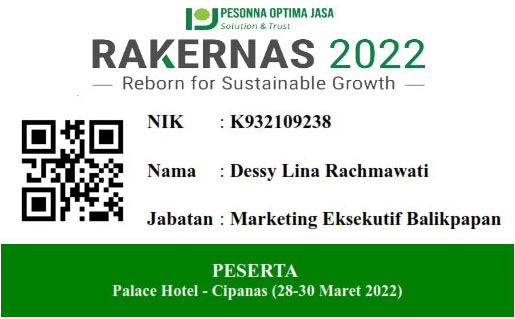 PESONNA OPTIMA JASA
Solution & Trust
RAKERNAS 2022
— Reborn for Sustainable Growth —
NIK : K932109238
Nama : Dessy Lina Rachmawati
Jabatan : Marketing Eksekutif Balikpapan
PESERTA
Palace Hotel - Cipanas (28-30 Maret 2022)